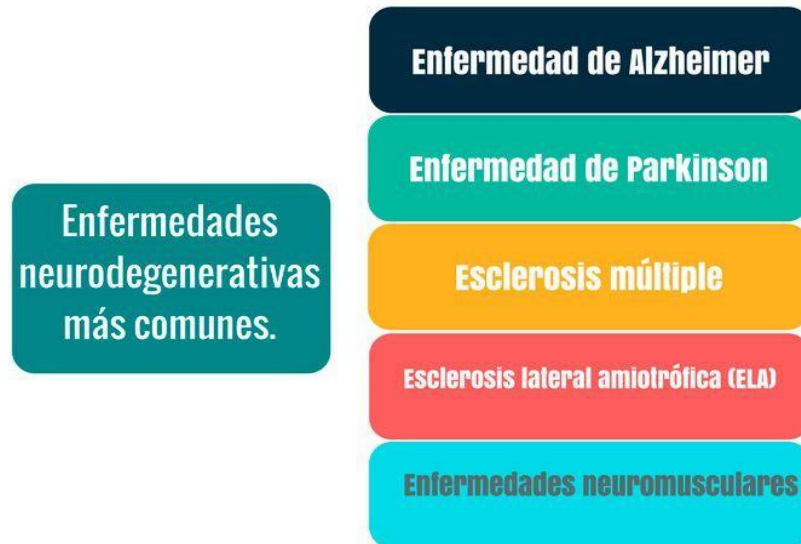 Enfermedades
neurodegenerativas
más comunes.
Enfermedad de Alzheimer
Enfermedad de Parkinson
Esclerosis múltiple
Esclerosis lateral amiotrófica (ELA)
Enfermedades neuromusculares